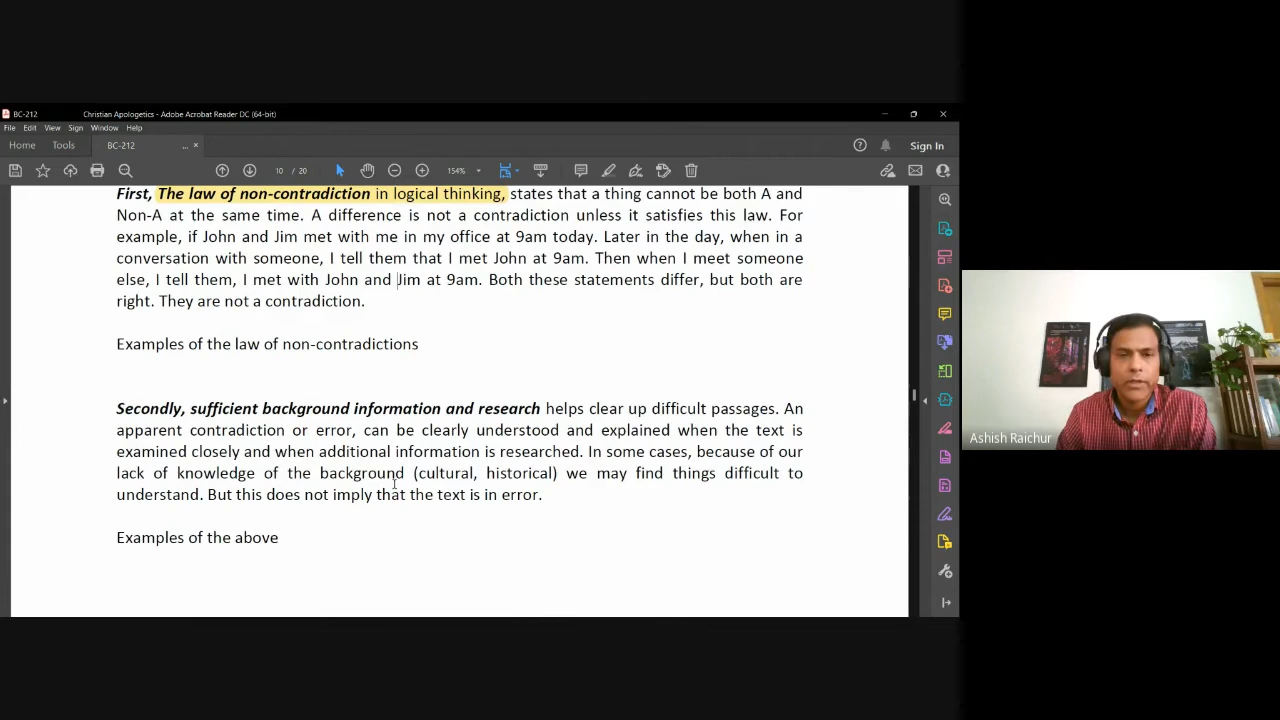 BC-212 Christian Apologetics - Adobe Acrobat Reader DC (64-bit)
File Edit View Sign Window Help
Home Tools BC-212 ... × Sign In
10 / 20 154%
First, The law of non-contradiction in logical thinking, states that a thing cannot be both A and
Non-A at the same time. A difference is not a contradiction unless it satisfies this law. For
example, if John and Jim met with me in my office at 9am today. Later in the day, when in a
conversation with someone, I tell them that I met John at 9am. Then when I meet someone
else, I tell them, I met with John and Jim at 9am. Both these statements differ, but both are
right. They are not a contradiction.
Examples of the law of non-contradictions
Secondly, sufficient background information and research helps clear up difficult passages. An
apparent contradiction or error, can be clearly understood and explained when the text is
examined closely and when additional information is researched. In some cases, because of our
lack of knowledge of the background (cultural, historical) we may find things difficult to
understand. But this does not imply that the text is in error.
Examples of the above
Ashish Raichur